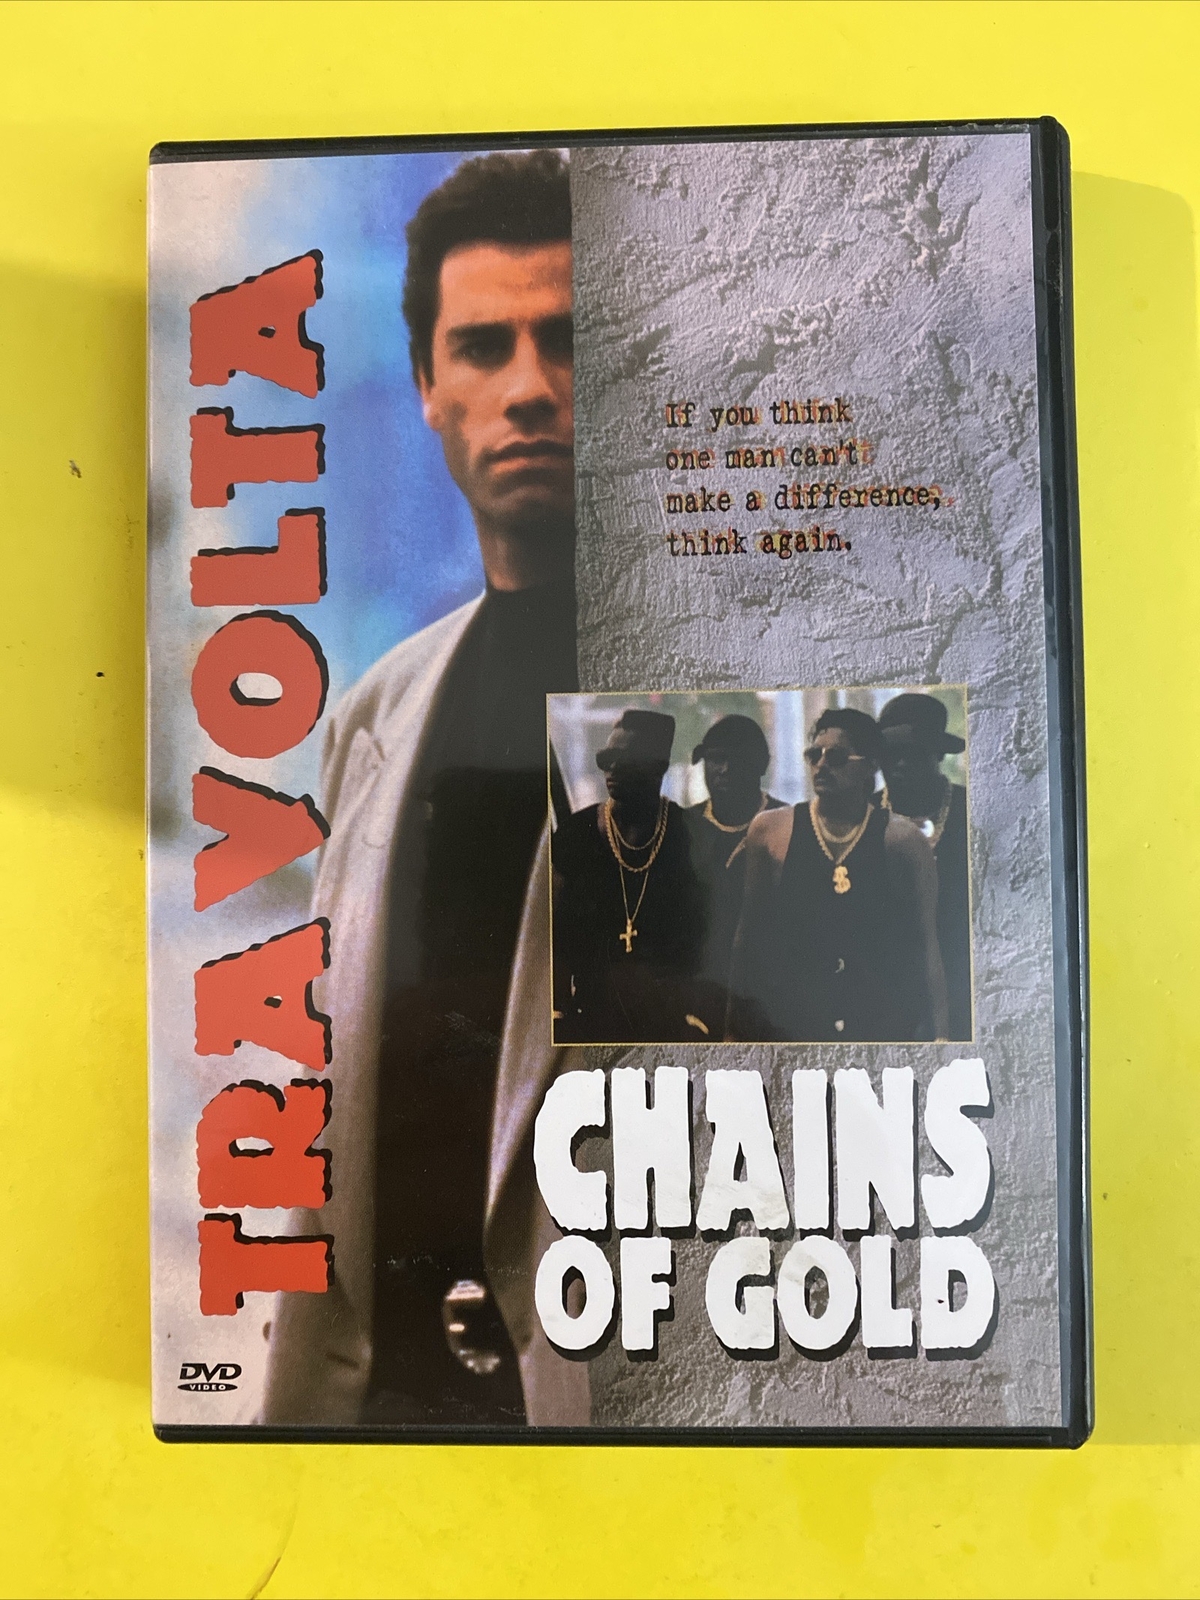 TRAVOLTA
If you think
one man can't
make a difference,
think again.
CHAINS
OF GOLD
DVD
VIDEO